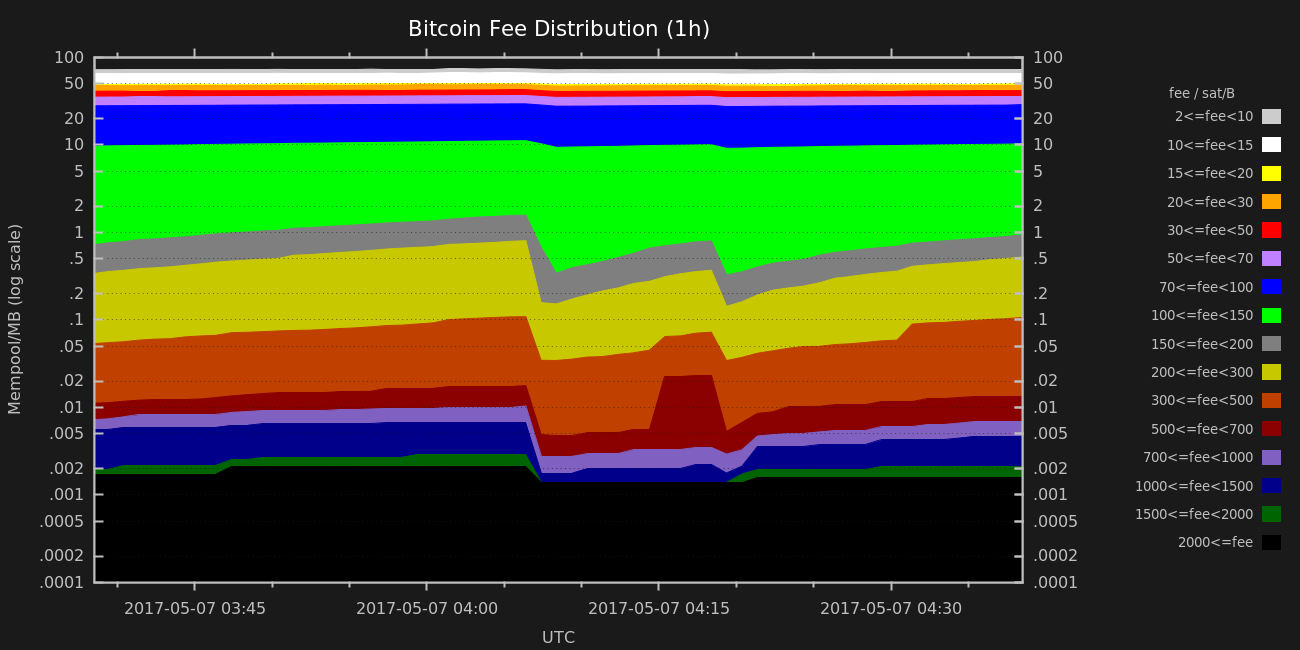 Bitcoin Fee Distribution (1h)
Mempool/MB (log scale)
100
50
20
10
5
2
1
.5
.2
.1
.05
.02
.01
.005
.002
.001
.0005
.0002
.0001
100
50
20
10
5
2
1
.5
.2
.1
.05
.02
.01
.005
.002
.001
.0005
.0002
.0001
2017-05-07 03:45
2017-05-07 04:00
2017-05-07 04:15
2017-05-07 04:30
UTC
fee / sat/B
2<=fee<10
10<=fee<15
15<=fee<20
20<=fee<30
30<=fee<50
50<=fee<70
70<=fee<100
100<=fee<150
150<=fee<200
200<=fee<300
300<=fee<500
500<=fee<700
700<=fee<1000
1000<=fee<1500
1500<=fee<2000
2000<=fee